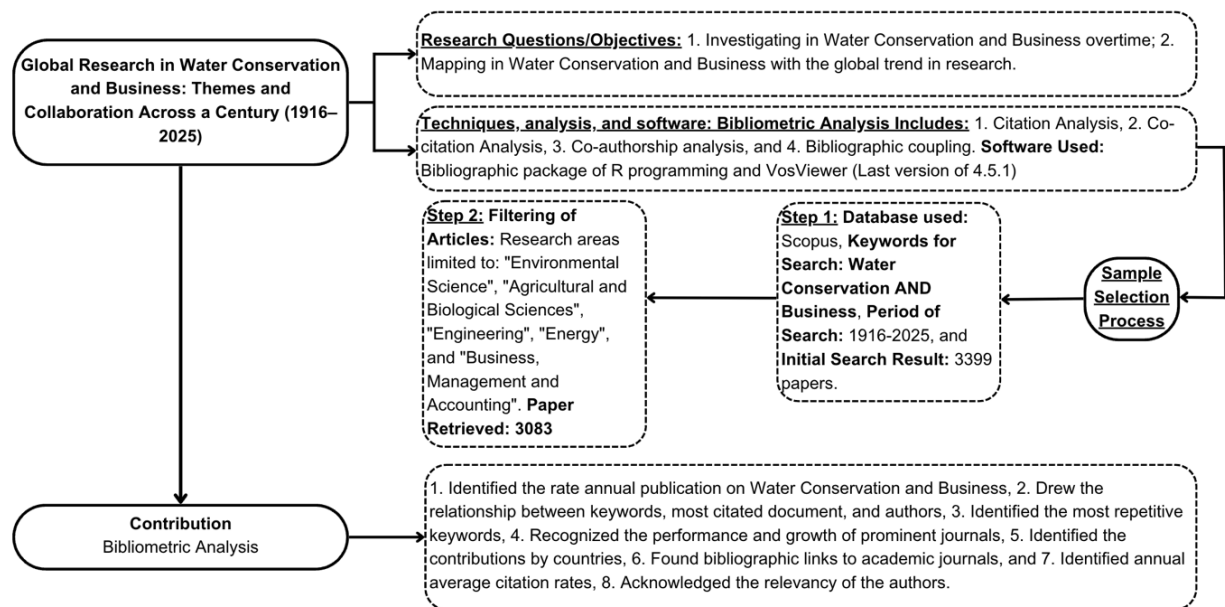 Global Research in Water Conservation
and Business: Themes and
Collaboration Across a Century (1916–
2025)
Research Questions/Objectives: 1. Investigating in Water Conservation and Business overtime; 2.
Mapping in Water Conservation and Business with the global trend in research.
Techniques, analysis, and software: Bibliometric Analysis Includes: 1. Citation Analysis, 2. Co-
citation Analysis, 3. Co-authorship analysis, and 4. Bibliographic coupling. Software Used:
Bibliographic package of R programming and VosViewer (Last version of 4.5.1)
Sample
Selection
Process
Step 1: Database used:
Scopus, Keywords for
Search: Water
Conservation AND
Business, Period of
Search: 1916-2025, and
Initial Search Result: 3399
papers.
Step 2: Filtering of
Articles: Research areas
limited to: "Environmental
Science", "Agricultural and
Biological Sciences",
"Engineering", "Energy",
and "Business,
Management and
Accounting". Paper
Retrieved: 3083
Contribution
Bibliometric Analysis
1. Identified the rate annual publication on Water Conservation and Business, 2. Drew the
relationship between keywords, most cited document, and authors, 3. Identified the most repetitive
keywords, 4. Recognized the performance and growth of prominent journals, 5. Identified the
contributions by countries, 6. Found bibliographic links to academic journals, and 7. Identified annual
average citation rates, 8. Acknowledged the relevancy of the authors.